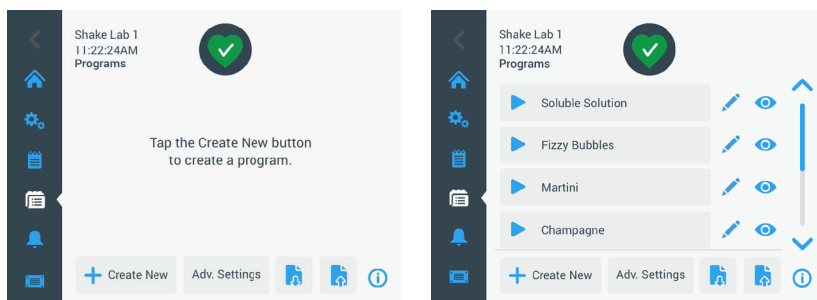 Shake Lab 1
11:22:24AM
Programs
Tap the Create New button
to create a program.
Create New
Adv. Settings
Shake Lab 1
11:22:24AM
Programs
Soluble Solution
Fizzy Bubbles
Martini
Champagne
Create New
Adv. Settings